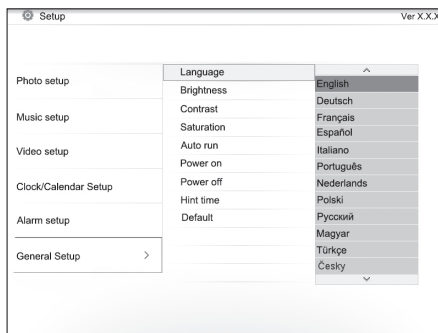 Setup
Ver X.X.X
Photo setup
Music setup
Video setup
Clock/Calendar Setup
Alarm setup
General Setup
Language
Brightness
Contrast
Saturation
Auto run
Power on
Power off
Hint time
Default
English
Deutsch
Français
Español
Italiano
Português
Nederlands
Polski
Русский
Magyar
Türkçe
Česky